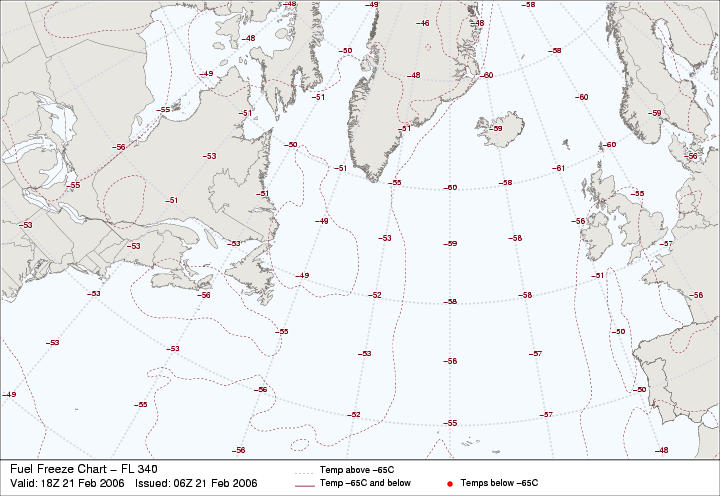 −48 −49 −58
−46 −48
−48
−50 −58
−49 −48 −60
−51 −60
−55 −51 −59
−51 −59
−56 −50 −60
−53 −51 −61 −56
−55 −55 −60 −58
−51 −51 −55
−53 −49 −56
−53 −53 −53 −59 −58 −57
−49 −51
−53 −56 −52 −58 −58 −56
−55 −50
−53 −53 −53 −56 −57
−49 −56 −50
−55 −52 −55 −57
−56 −48
Fuel Freeze Chart − FL 340
Valid: 18Z 21 Feb 2006 Issued: 06Z 21 Feb 2006
Temp above −65C
Temp −65C and below
Temps below −65C